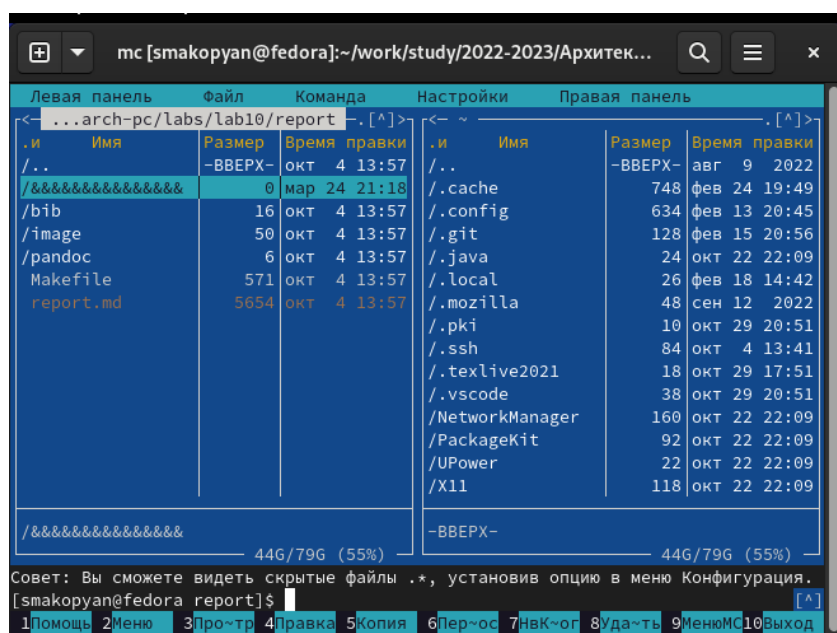 mc [smakopyan@fedora]:~/work/study/2022-2023/Архитек...
Левая панель Файл Команда Настройки Правая панель
<— ...arch-pc/labs/lab10/report —.[^]>
.и Имя Размер Время правки
/.. -ВВЕРХ- окт 4 13:57
/&&&&&&&&&&&&&&& 0 мар 24 21:18
/bib 16 окт 4 13:57
/image 50 окт 4 13:57
/pandoc 6 окт 4 13:57
Makefile 571 окт 4 13:57
report.md 5654 окт 4 13:57
/&&&&&&&&&&&&&&&
44G/79G (55%)
<— ~ —.[^]>
.и Имя Размер Время правки
/.. -ВВЕРХ- авг 9 2022
/.cache 748 фев 24 19:49
/.config 634 фев 13 20:45
/.git 128 фев 15 20:56
/.java 24 окт 22 22:09
/.local 26 фев 18 14:42
/.mozilla 48 сен 12 2022
/.pki 10 окт 29 20:51
/.ssh 84 окт 4 13:41
/.texlive2021 18 окт 29 17:51
/.vscode 38 окт 29 20:51
/NetworkManager 160 окт 22 22:09
/PackageKit 92 окт 22 22:09
/UPower 22 окт 22 22:09
/X11 118 окт 22 22:09
-ВВЕРХ-
44G/79G (55%)
Совет: Вы сможете видеть скрытые файлы .*, установив опцию в меню Конфигурация.
[smakopyan@fedora report]$ [^]
1Помощь 2Меню 3Про~тр 4Правка 5Копия 6Пер~ос 7НвК~ог 8Уда~ть 9МенюМС 10Выход